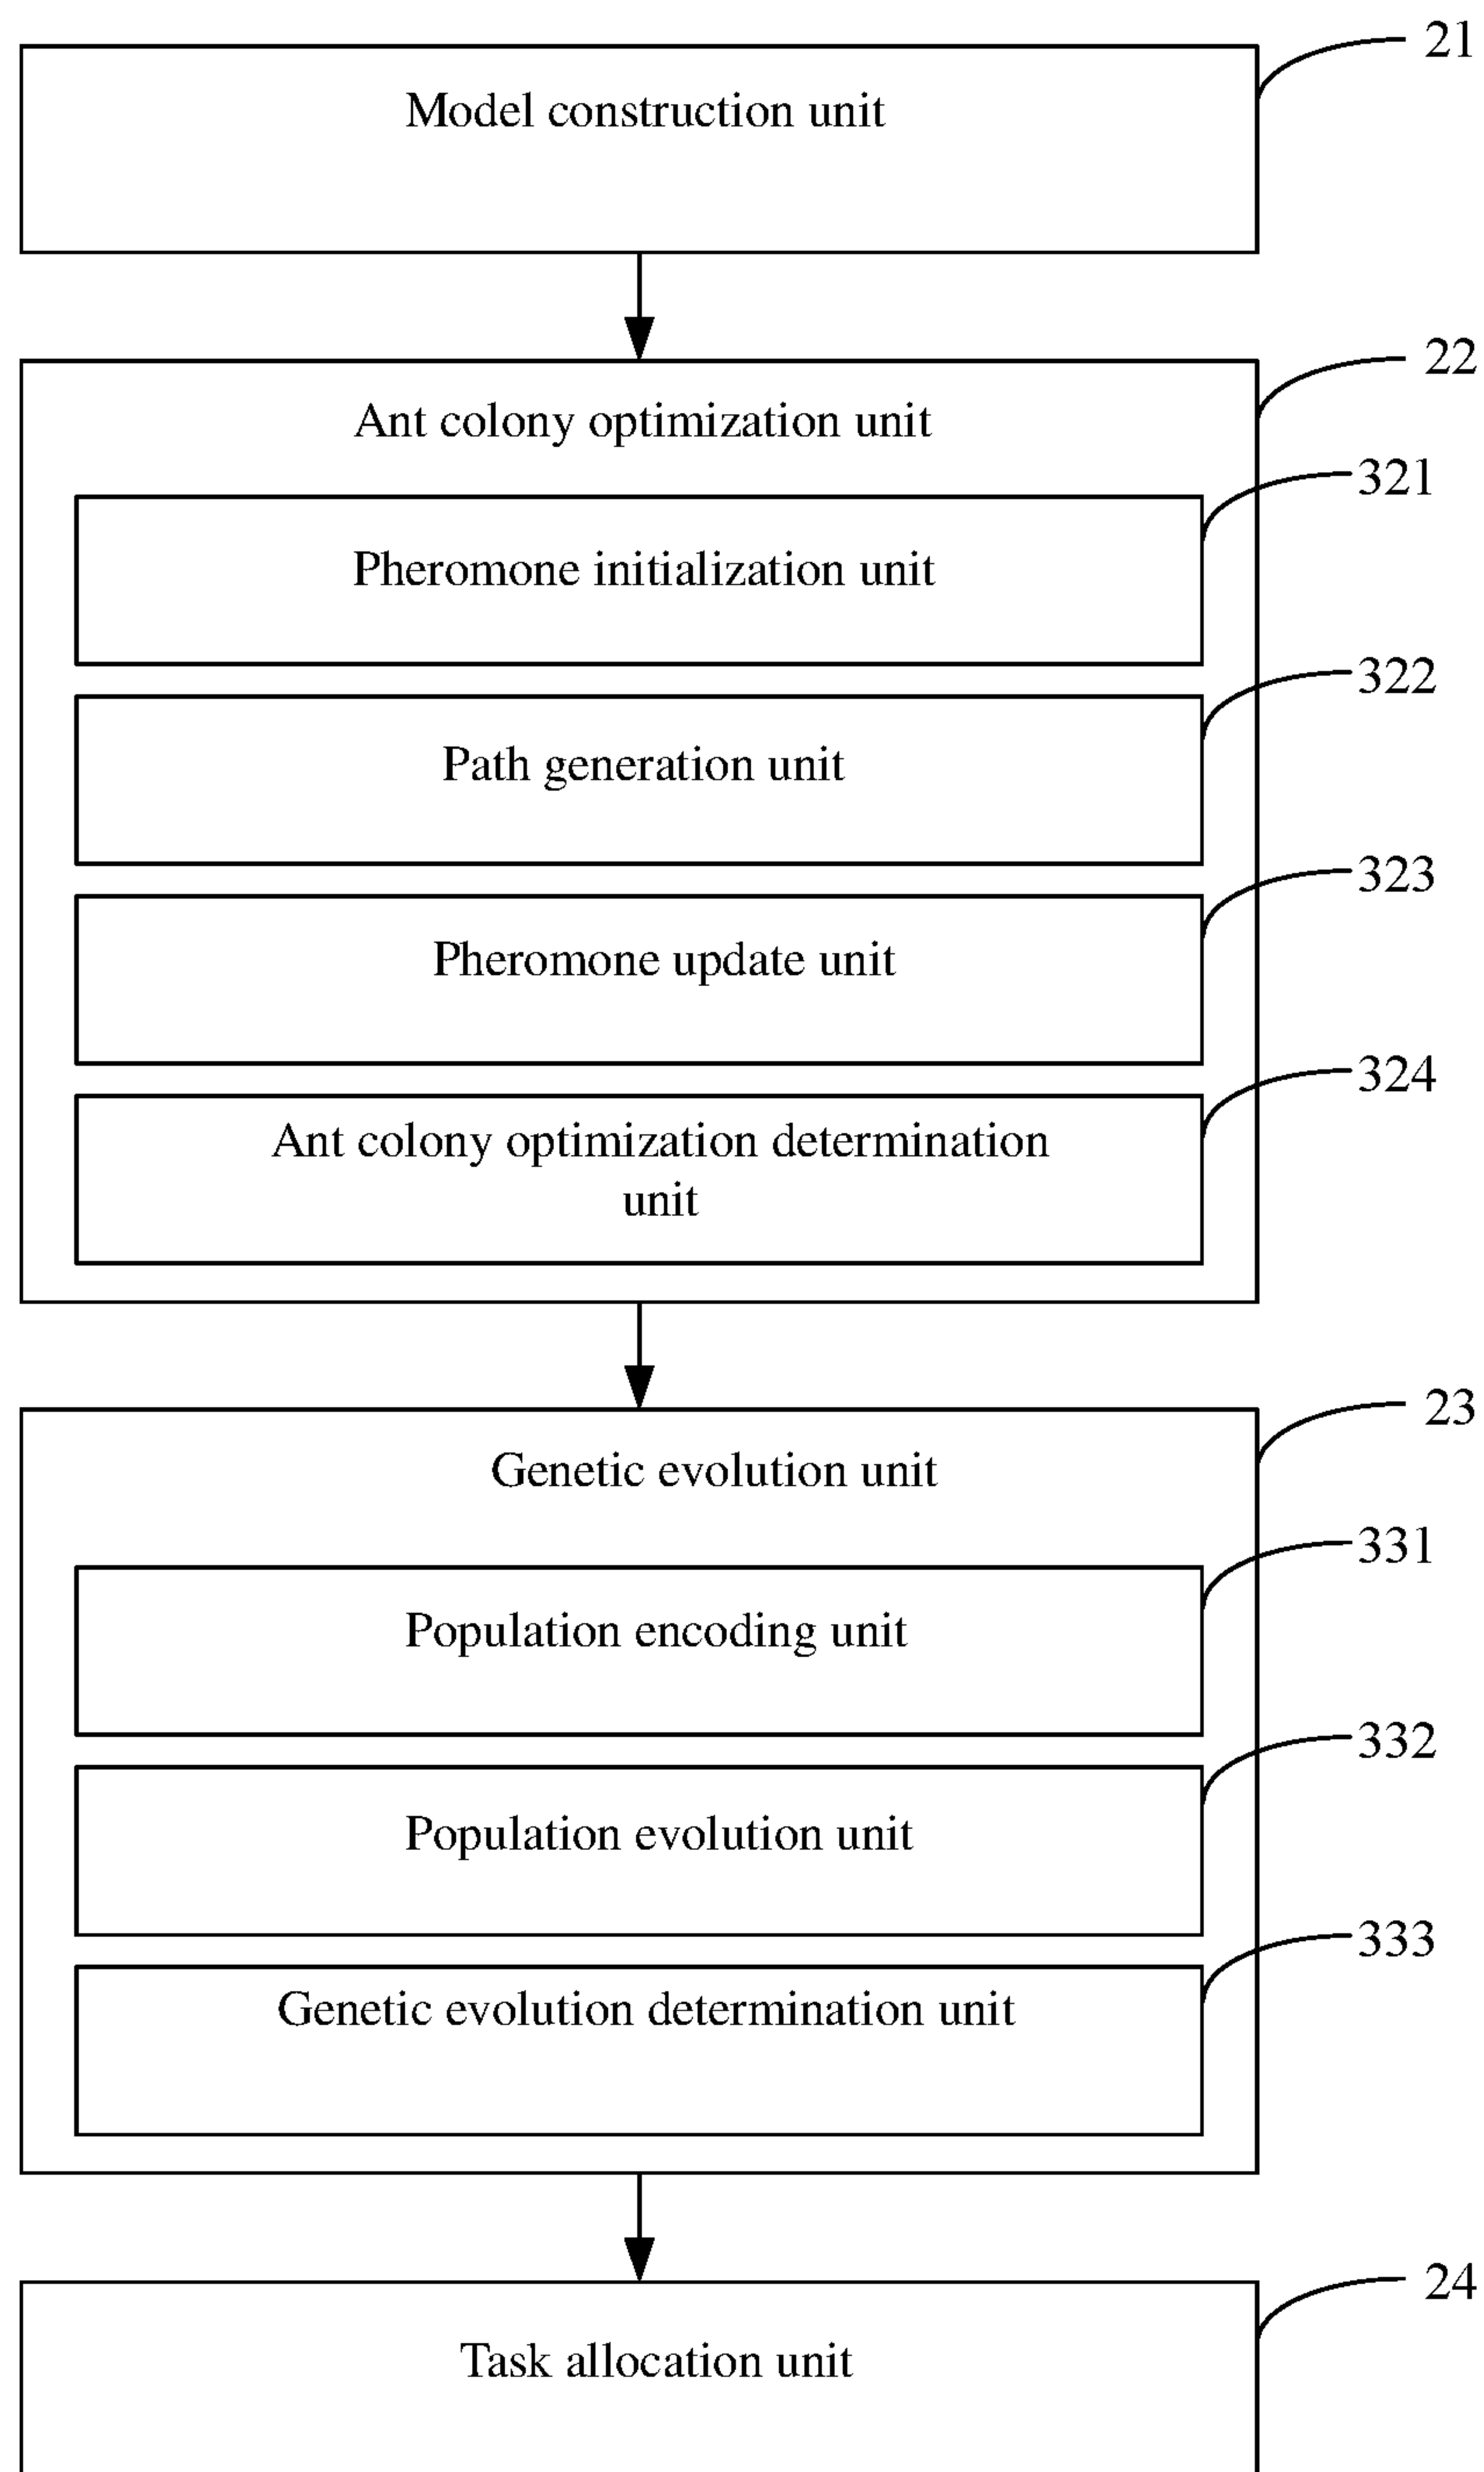 21
Model construction unit
22
Ant colony optimization unit
321
Pheromone initialization unit
322
Path generation unit
323
Pheromone update unit
324
Ant colony optimization determination
unit
23
Genetic evolution unit
331
Population encoding unit
332
Population evolution unit
333
Genetic evolution determination unit
24
Task allocation unit